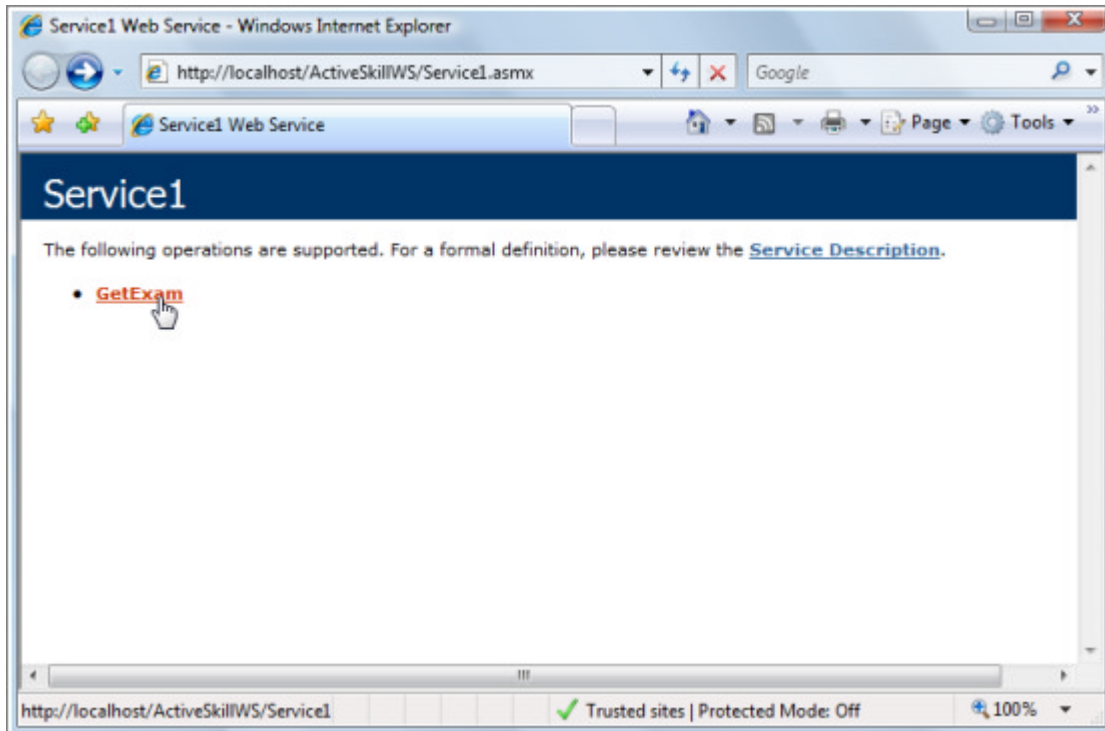 Service1 Web Service - Windows Internet Explorer
http://localhost/ActiveSkillWS/Service1.asmx
Google
Service1 Web Service
Page
Tools
Service1
The following operations are supported. For a formal definition, please review the Service Description.
GetExam
http://localhost/ActiveSkillWS/Service1
Trusted sites | Protected Mode: Off
100%